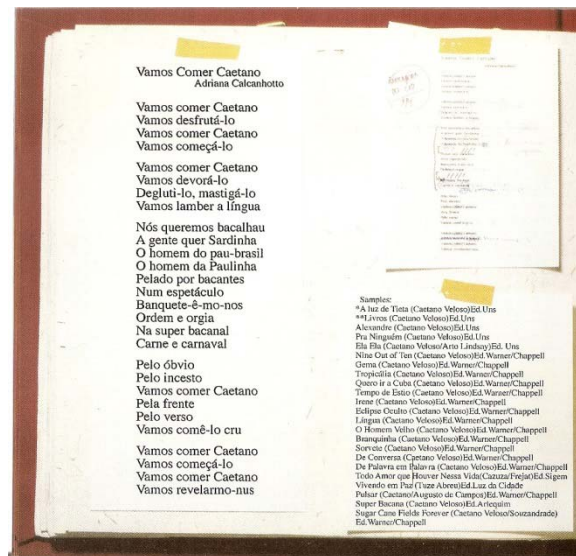 Vamos Comer Caetano
Adriana Calcanhotto
Vamos comer Caetano
Vamos desfrutá-lo
Vamos comer Caetano
Vamos começá-lo
Vamos comer Caetano
Vamos devorá-lo
Degluti-lo, mastigá-lo
Vamos lamber a língua
Nós queremos bacalhau
A gente quer Sardinha
O homem do pau-brasil
O homem da Paulinha
Pelado por bacantes
Num espetáculo
Banquete-ê-mo-nos
Ordem e orgia
Na super bacanal
Carne e carnaval
Pelo óbvio
Pelo incesto
Vamos comer Caetano
Pela frente
Pelo verso
Vamos comê-lo cru
Vamos comer Caetano
Vamos começá-lo
Vamos comer Caetano
Vamos revelarmo-nus
Samples:
*A luz de Tieta (Caetano Veloso)Ed.Uns
**Livros (Caetano Veloso)Ed.Uns
Alexandre (Caetano Veloso)Ed.Uns
Pra Ninguém (Caetano Veloso)Ed.Uns
Ela Ela (Caetano Veloso/Arto Lindsay)Ed. Uns
Nine Out of Ten (Caetano Veloso)Ed.Warner/Chappell
Gema (Caetano Veloso)Ed.Warner/Chappell
Tropicália (Caetano Veloso)Ed.Warner/Chappell
Quero ir a Cuba (Caetano Veloso)Ed.Warner/Chappell
Tempo de Estio (Caetano Veloso)Ed.Warner/Chappell
Irene (Caetano Veloso)Ed.Warner/Chappell
Eclipse Oculto (Caetano Veloso)Ed.Warner/Chappell
Língua (Caetano Veloso)Ed.Warner/Chappell
O Homem Velho (Caetano Veloso)Ed.Warner/Chappell
Branquinha (Caetano Veloso)Ed.Warner/Chappell
Sorvete (Caetano Veloso)Ed.Warner/Chappell
De Conversa (Caetano Veloso)Ed.Warner/Chappell
De Palavra em Palavra (Caetano Veloso)Ed.Warner/Chappell
Todo Amor que Houver Nessa Vida(Cazuza/Frejat)Ed.Sigem
Vivendo em Paz (Tuze Abreu)Ed.Luz da Cidade
Pulsar (Caetano/Augusto de Campos)Ed.Warner/Chappell
Super Bacana (Caetano Veloso)Ed.Arlequim
Sugar Cane Fields Forever (Caetano Veloso/Souzandrade)
Ed.Warner/Chappell